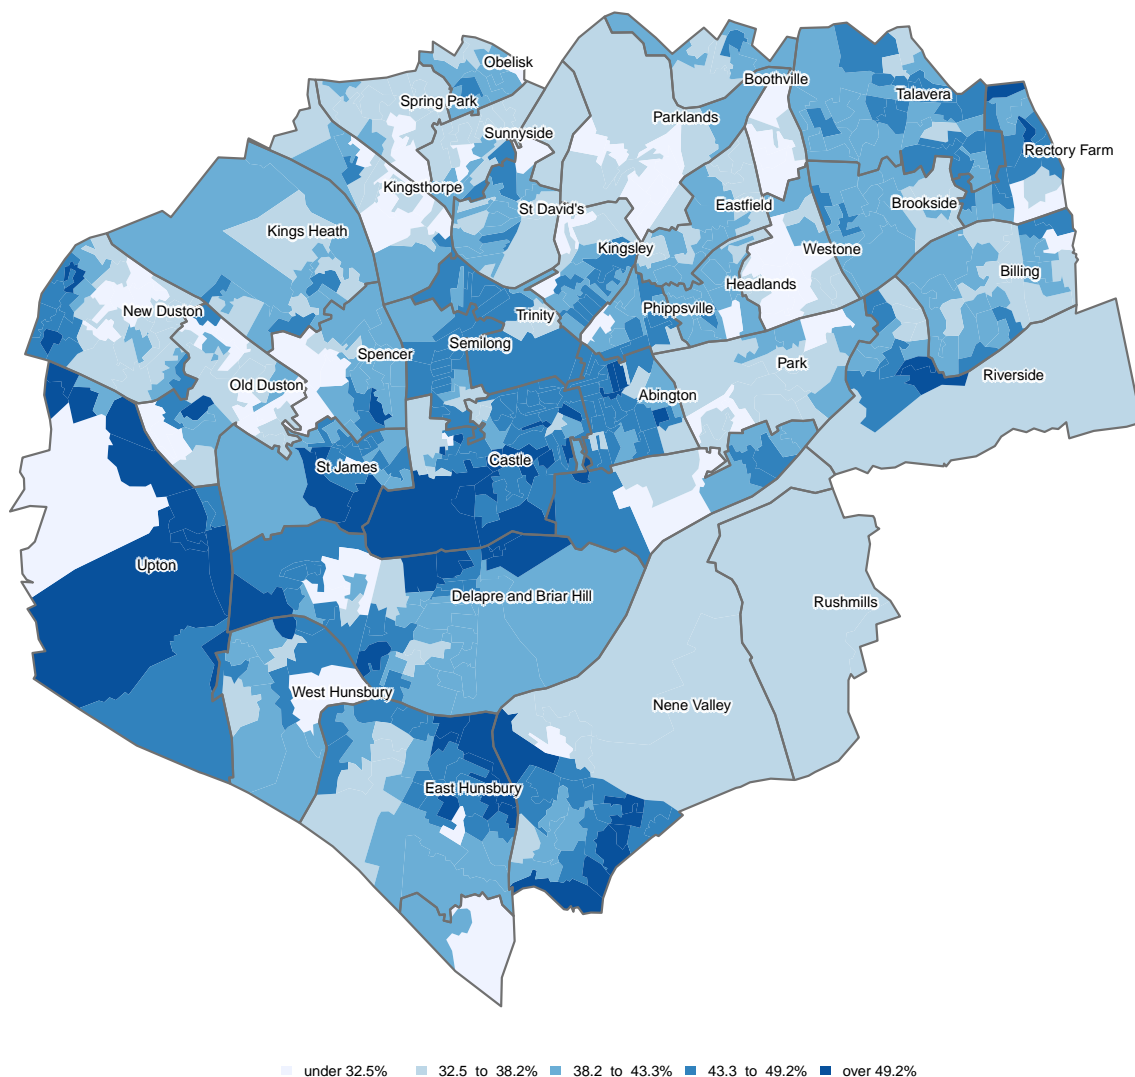 Obelisk
Boothville
Spring Park
Talavera
Parklands
Sunnyside
Rectory Farm
Kingsthorpe
St David's
Eastfield
Brookside
Kings Heath
Kingsley
Westone
Billing
Headlands
New Duston
Phippsville
Trinity
Semilong
Spencer
Park
Riverside
Old Duston
Abington
St James
Castle
Upton
Delapre and Briar Hill
Rushmills
West Hunsbury
Nene Valley
East Hunsbury
under 32.5% 32.5 to 38.2% 38.2 to 43.3% 43.3 to 49.2% over 49.2%